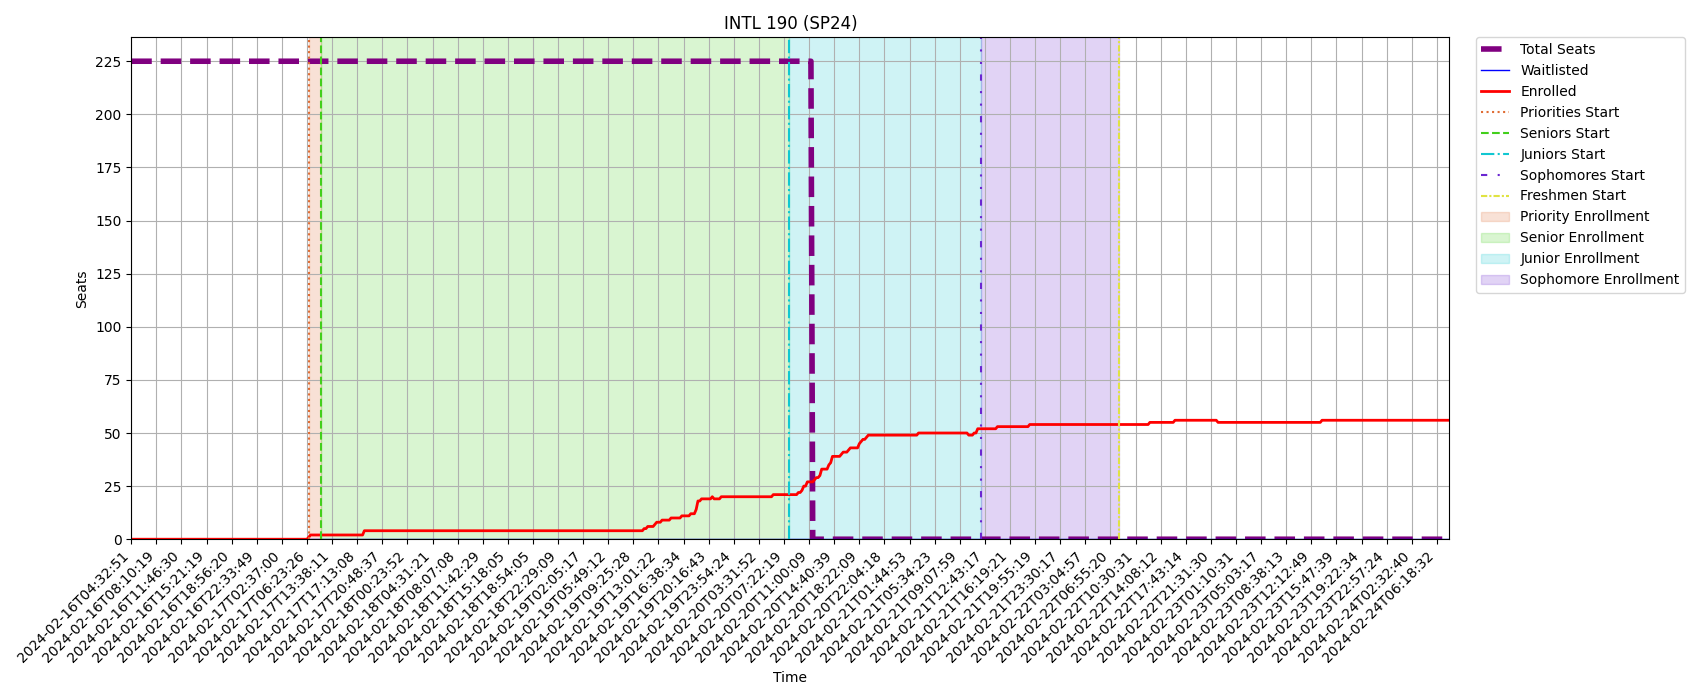 INTL 190 (SP24)
225
200
175
150
125
100
75
50
25
0
Seats
2024-02-16T04:32:51
2024-02-16T08:10:19
2024-02-16T11:46:30
2024-02-16T15:21:19
2024-02-16T18:56:20
2024-02-16T22:33:49
2024-02-17T02:37:00
2024-02-17T06:23:26
2024-02-17T13:38:11
2024-02-17T17:13:08
2024-02-17T20:48:37
2024-02-18T00:23:52
2024-02-18T04:31:21
2024-02-18T08:07:08
2024-02-18T11:42:29
2024-02-18T15:18:05
2024-02-18T18:54:05
2024-02-18T22:29:09
2024-02-19T02:05:17
2024-02-19T05:49:12
2024-02-19T09:25:28
2024-02-19T13:01:22
2024-02-19T16:38:34
2024-02-19T20:16:43
2024-02-19T23:54:24
2024-02-20T03:31:52
2024-02-20T07:22:19
2024-02-20T11:00:09
2024-02-20T14:40:39
2024-02-20T18:22:09
2024-02-20T22:04:18
2024-02-21T01:44:53
2024-02-21T05:34:23
2024-02-21T09:07:59
2024-02-21T12:43:17
2024-02-21T16:19:21
2024-02-21T19:55:19
2024-02-21T23:30:17
2024-02-22T03:04:57
2024-02-22T06:55:20
2024-02-22T10:30:31
2024-02-22T14:08:12
2024-02-22T17:43:14
2024-02-22T21:31:30
2024-02-23T01:10:31
2024-02-23T05:03:17
2024-02-23T08:38:13
2024-02-23T12:12:49
2024-02-23T15:47:39
2024-02-23T19:22:34
2024-02-23T22:57:24
2024-02-24T02:32:40
2024-02-24T06:18:32
Time
Total Seats
Waitlisted
Enrolled
Priorities Start
Seniors Start
Juniors Start
Sophomores Start
Freshmen Start
Priority Enrollment
Senior Enrollment
Junior Enrollment
Sophomore Enrollment